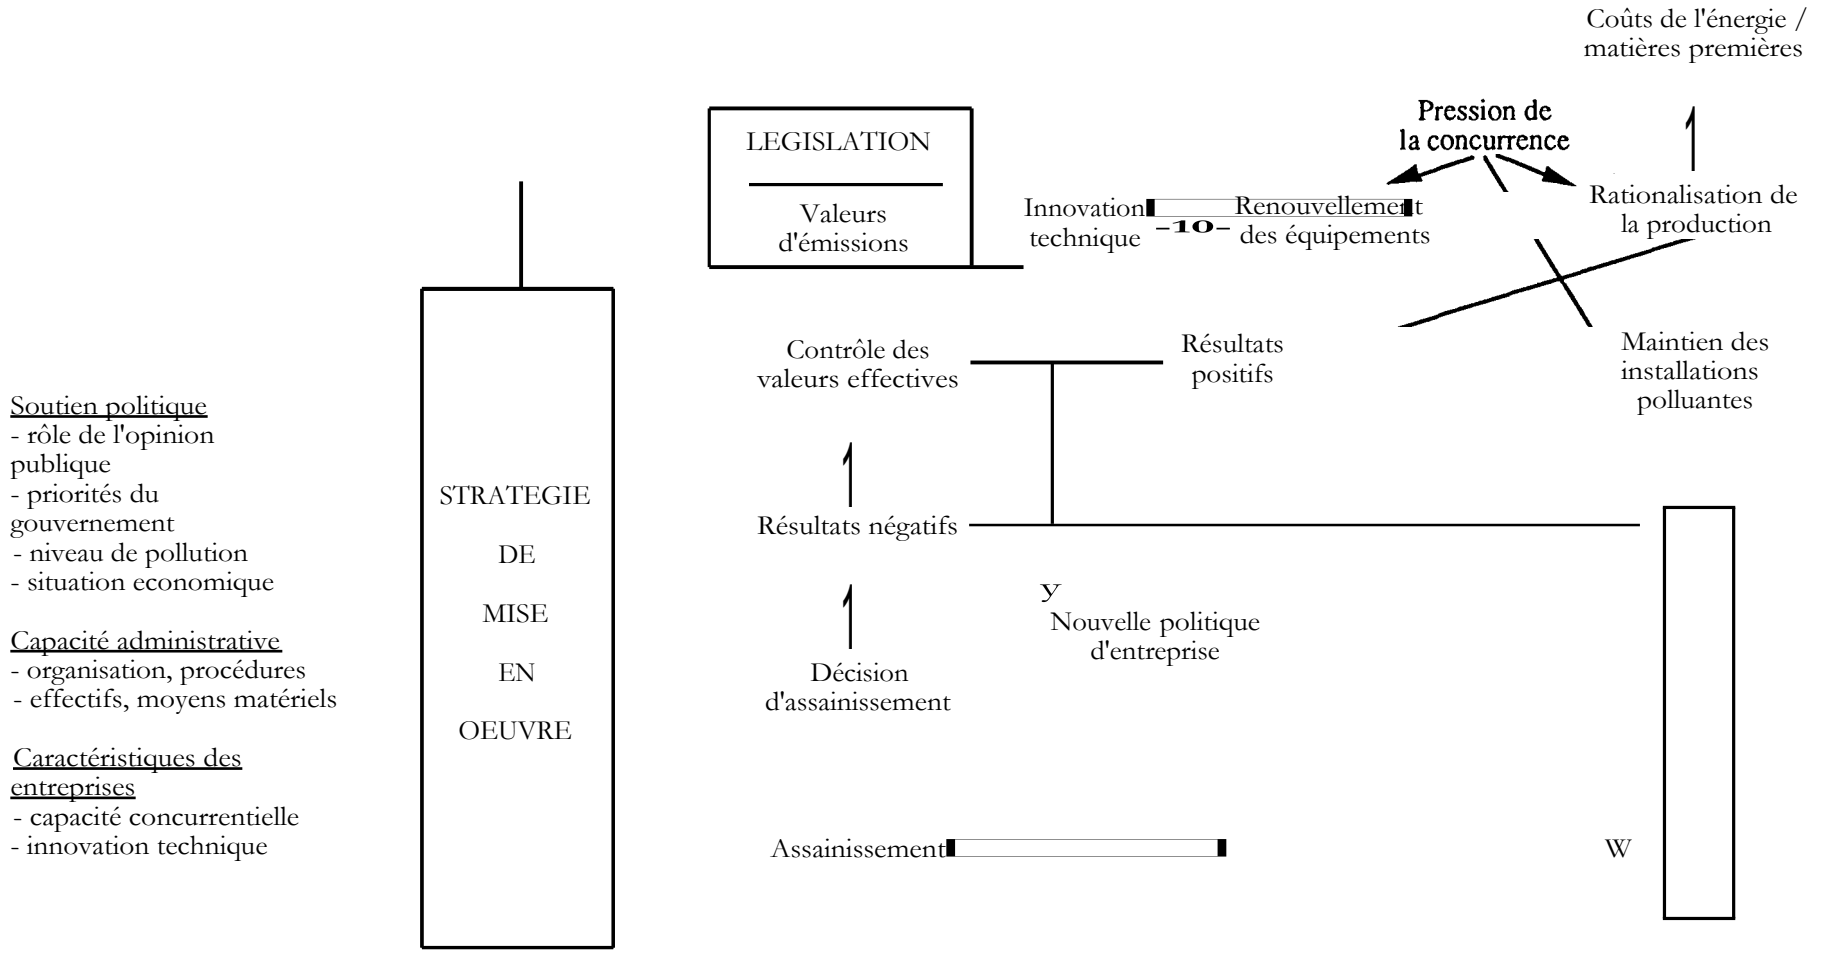 Coûts de l'énergie /
matières premières
Pression de
la concurrence
LEGISLATION
Valeurs
d'émissions
Innovation
technique
-10-
Renouvellement
des équipements
Rationalisation de
la production
Contrôle des
valeurs effectives
Résultats
positifs
Maintien des
installations
polluantes
Soutien politique
- rôle de l'opinion
publique
- priorités du
gouvernement
- niveau de pollution
- situation economique
Capacité administrative
- organisation, procédures
- effectifs, moyens matériels
Caractéristiques des
entreprises
- capacité concurrentielle
- innovation technique
STRATEGIE
DE
MISE
EN
OEUVRE
Résultats négatifs
y
Nouvelle politique
d'entreprise
Décision
d'assainissement
Assainissement
W